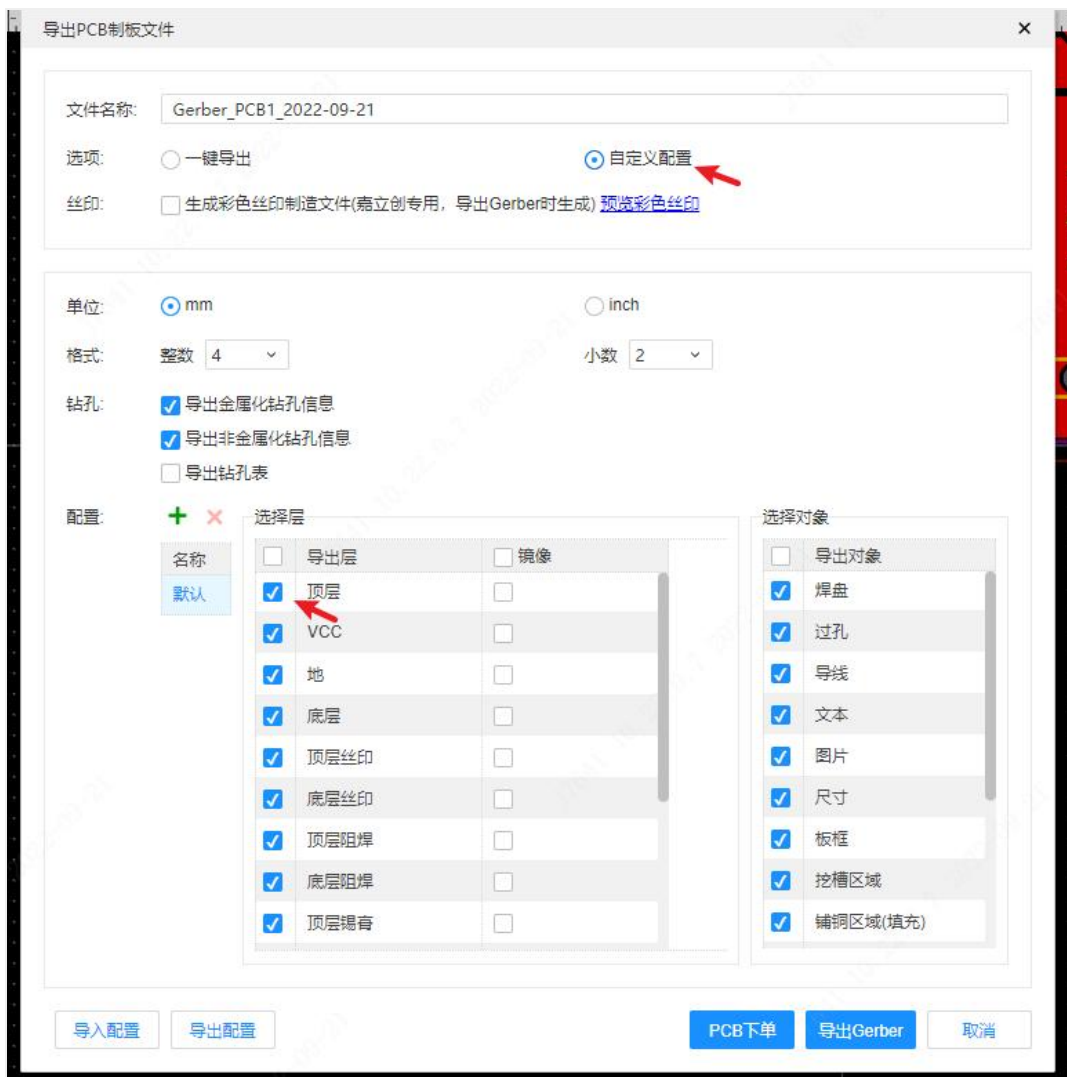 导出PCB制板文件
文件名称: Gerber_PCB1_2022-09-21
选项: 一键导出 自定义配置
丝印: 生成彩色丝印制造文件(嘉立创专用，导出Gerber时生成) 预览彩色丝印
单位: mm inch
格式: 整数 4 小数 2
钻孔: 导出金属化钻孔信息
导出非金属化钻孔信息
导出钻孔表
配置: 选择层 选择对象
名称 导出层 镜像 导出对象
默认 顶层 焊盘
VCC 过孔
地 导线
底层 文本
顶层丝印 图片
底层丝印 尺寸
顶层阻焊 板框
底层阻焊 挖槽区域
顶层锡膏 铺铜区域(填充)
导入配置 导出配置 PCB下单 导出Gerber 取消